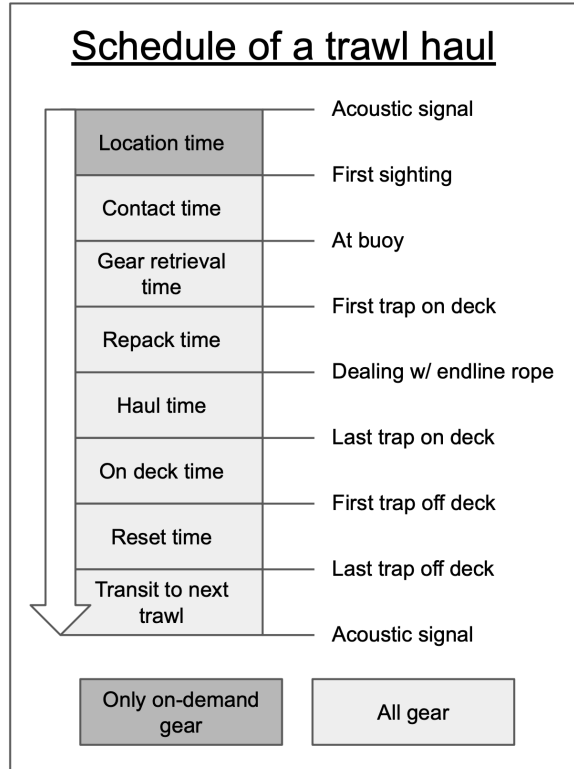 Schedule of a trawl haul
Acoustic signal
Location time
First sighting
Contact time
At buoy
Gear retrieval
time
First trap on deck
Repack time
Dealing w/ endline rope
Haul time
Last trap on deck
On deck time
First trap off deck
Reset time
Last trap off deck
Transit to next
trawl
Acoustic signal
Only on-demand
gear
All gear